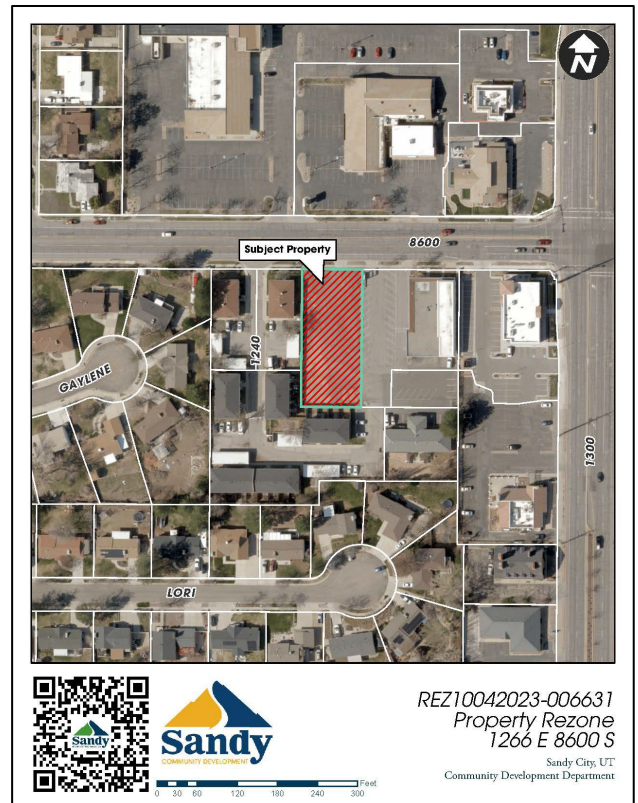 Subject Property
8600
1240
GAYLENE
1300
LORI
Sandy
Sandy
COMMUNITY DEVELOPMENT
Feet
0 30 60 120 180 240 300
REZ10042023-006631
Property Rezone
1266 E 8600 S
Sandy City, UT
Community Development Department